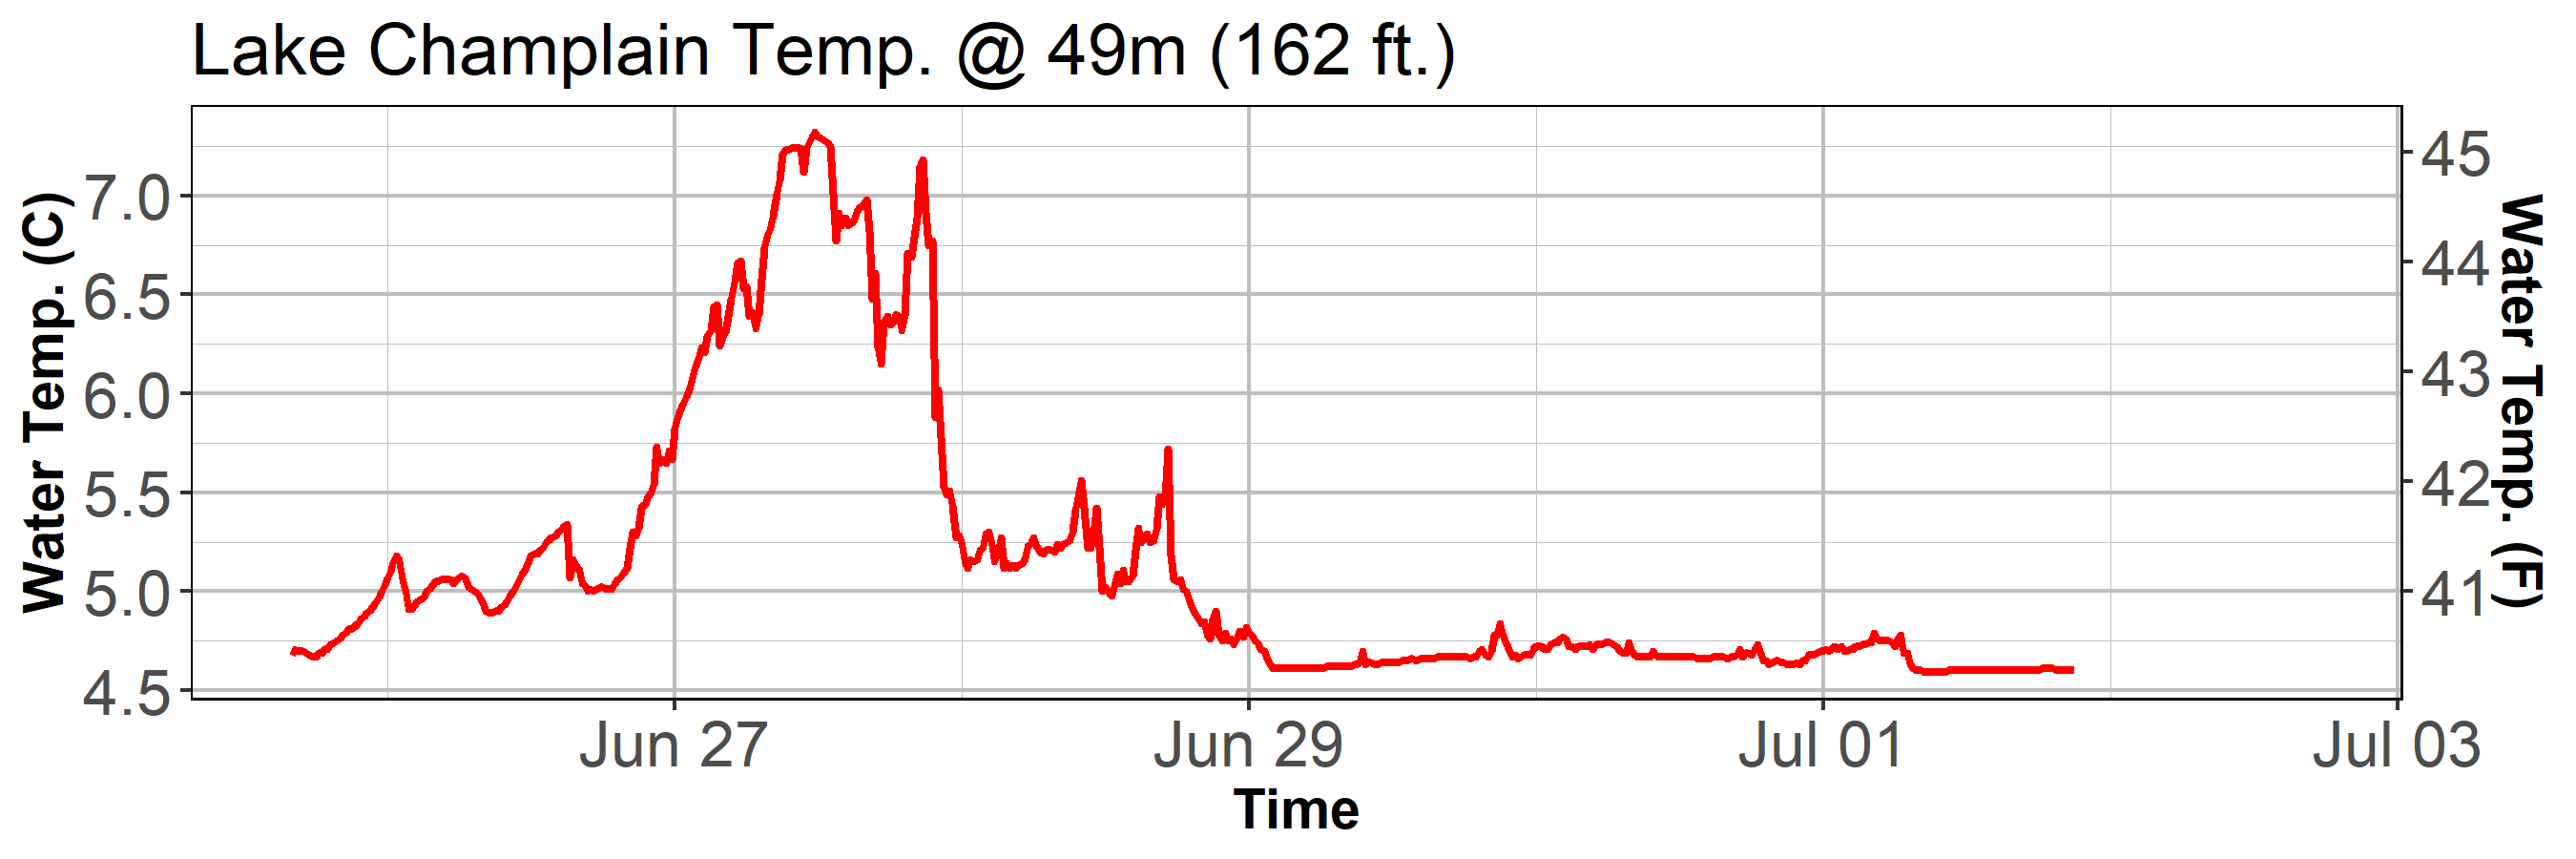 Lake Champlain Temp. @ 49m (162 ft.)
Water Temp. (C)
7.0
6.5
6.0
5.5
5.0
4.5
45
44
43
42
41
Water Temp. (F)
Jun 27
Jun 29
Jul 01
Jul 03
Time